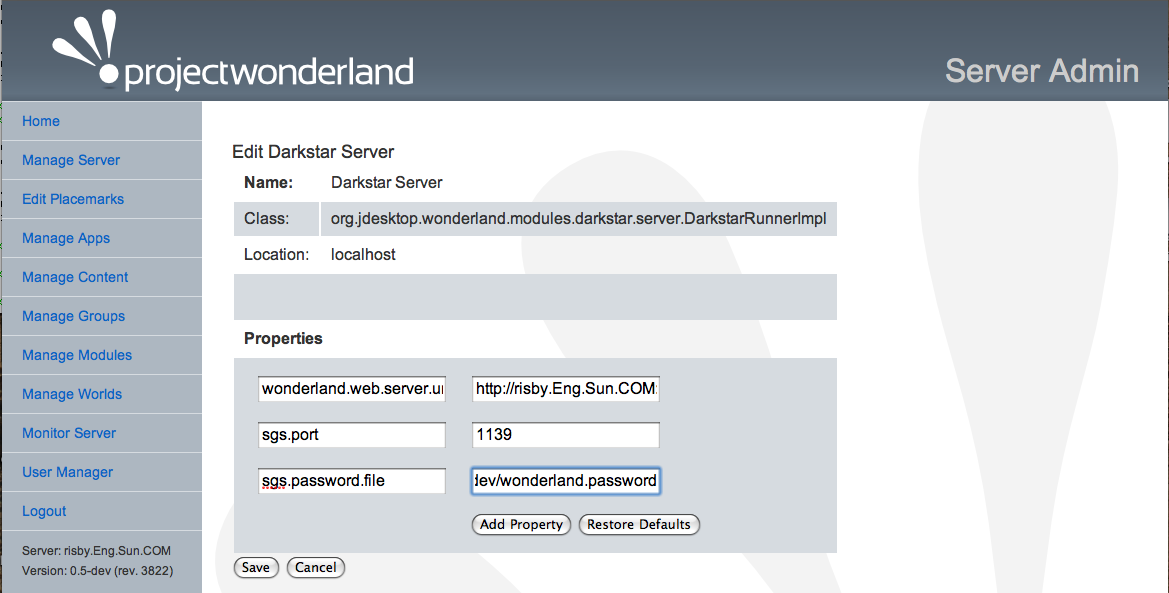 projectwonderland
Server Admin
Home
Manage Server
Edit Placemarks
Manage Apps
Manage Content
Manage Groups
Manage Modules
Manage Worlds
Monitor Server
User Manager
Logout
Server: risby.Eng.Sun.COM
Version: 0.5-dev (rev. 3822)
Edit Darkstar Server
Name: Darkstar Server
Class: org.jdesktop.wonderland.modules.darkstar.server.DarkstarRunnerImpl
Location: localhost
Properties
wonderland.web.server.ur http://risby.Eng.Sun.COM:
sgs.port 1139
sgs.password.file dev/wonderland.password
Add Property Restore Defaults
Save Cancel